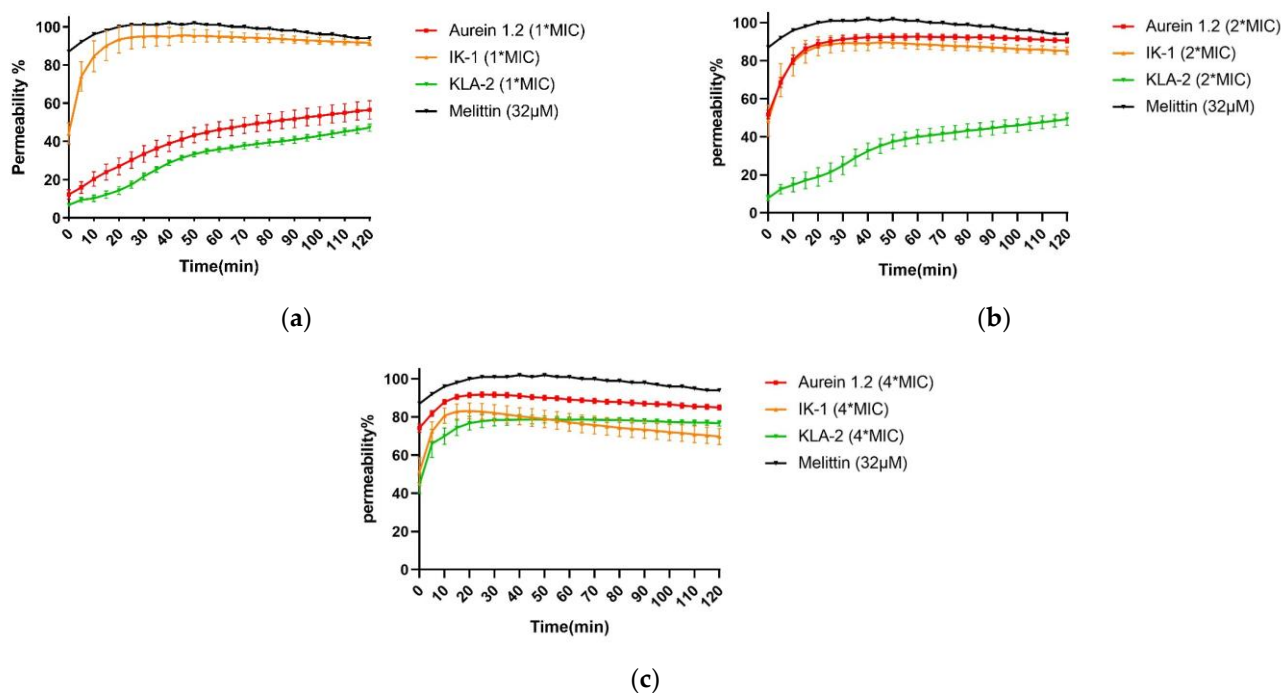 100
80
60
40
20
0
Permeability %
0 10 20 30 40 50 60 70 80 90 100 120
Time(min)
Aurein 1.2 (1*MIC)
IK-1 (1*MIC)
KLA-2 (1*MIC)
Melittin (32μM)
(a)
100
80
60
40
20
0
permeability%
0 10 20 30 40 50 60 70 80 90 100 120
Time(min)
Aurein 1.2 (2*MIC)
IK-1 (2*MIC)
KLA-2 (2*MIC)
Melittin (32μM)
(b)
100
80
60
40
20
0
permeability%
0 10 20 30 40 50 60 70 80 90 100 120
Time(min)
Aurein 1.2 (4*MIC)
IK-1 (4*MIC)
KLA-2 (4*MIC)
Melittin (32μM)
(c)